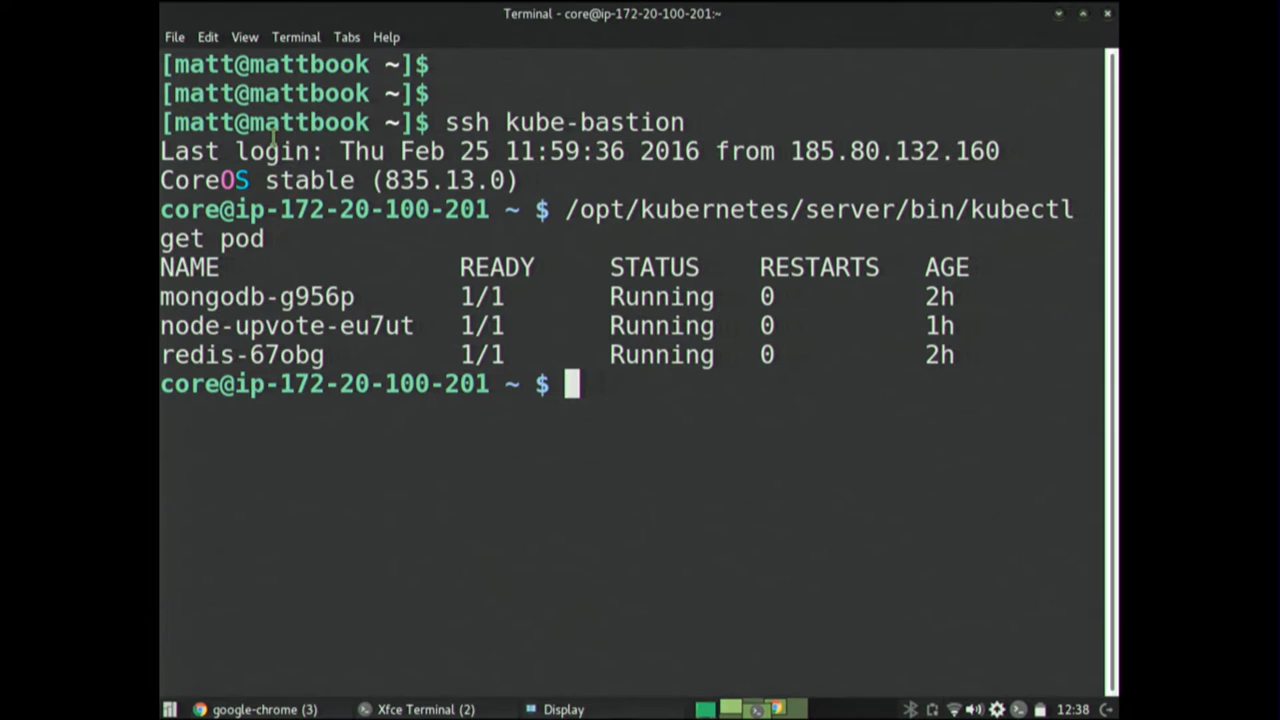 Terminal - core@ip-172-20-100-201:~
File Edit View Terminal Tabs Help
[matt@mattbook ~]$
[matt@mattbook ~]$
[matt@mattbook ~]$ ssh kube-bastion
Last login: Thu Feb 25 11:59:36 2016 from 185.80.132.160
CoreOS stable (835.13.0)
core@ip-172-20-100-201 ~ $ /opt/kubernetes/server/bin/kubectl
get pod
NAME READY STATUS RESTARTS AGE
mongodb-g956p 1/1 Running 0 2h
node-upvote-eu7ut 1/1 Running 0 1h
redis-67obg 1/1 Running 0 2h
core@ip-172-20-100-201 ~ $
google-chrome (3) Xfce Terminal (2) Display 12:38